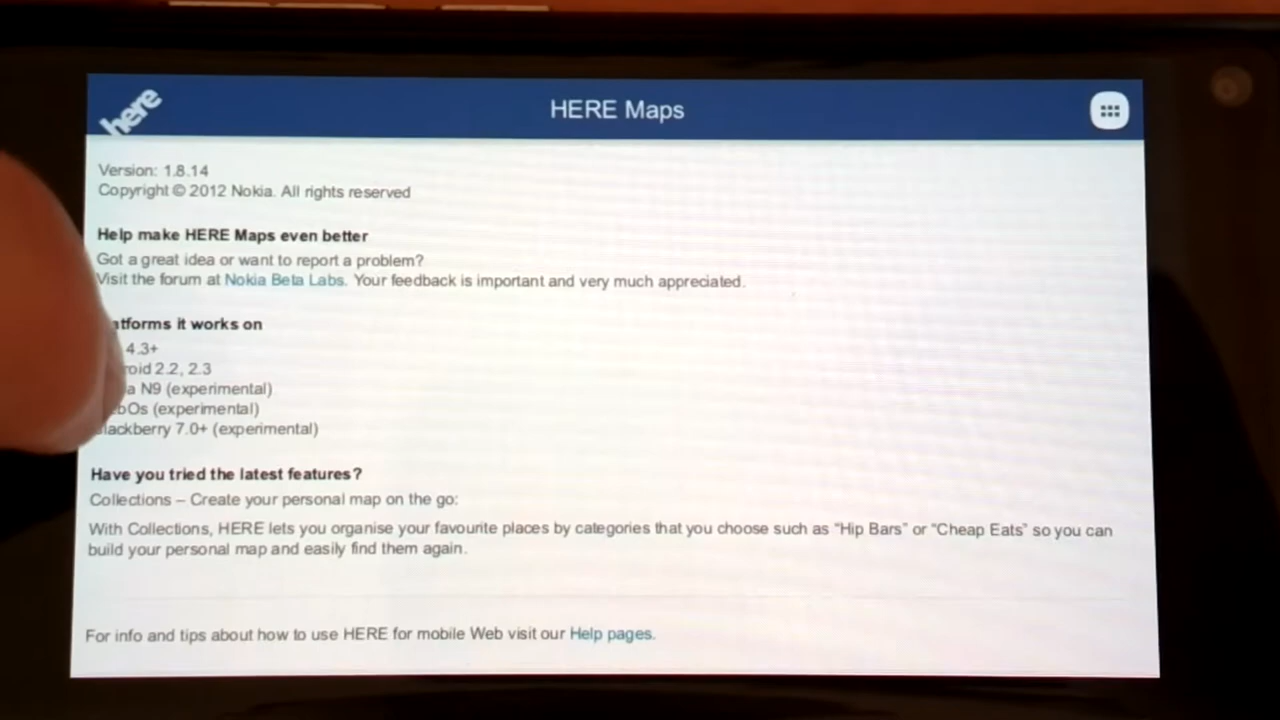 here
HERE Maps
Version: 1.8.14
Copyright © 2012 Nokia. All rights reserved
Help make HERE Maps even better
Got a great idea or want to report a problem?
Visit the forum at Nokia Beta Labs. Your feedback is important and very much appreciated.
atforms it works on
4.3+
roid 2.2, 2.3
a N9 (experimental)
bOs (experimental)
lackberry 7.0+ (experimental)
Have you tried the latest features?
Collections – Create your personal map on the go:
With Collections, HERE lets you organise your favourite places by categories that you choose such as “Hip Bars” or “Cheap Eats” so you can
build your personal map and easily find them again.
For info and tips about how to use HERE for mobile Web visit our Help pages.